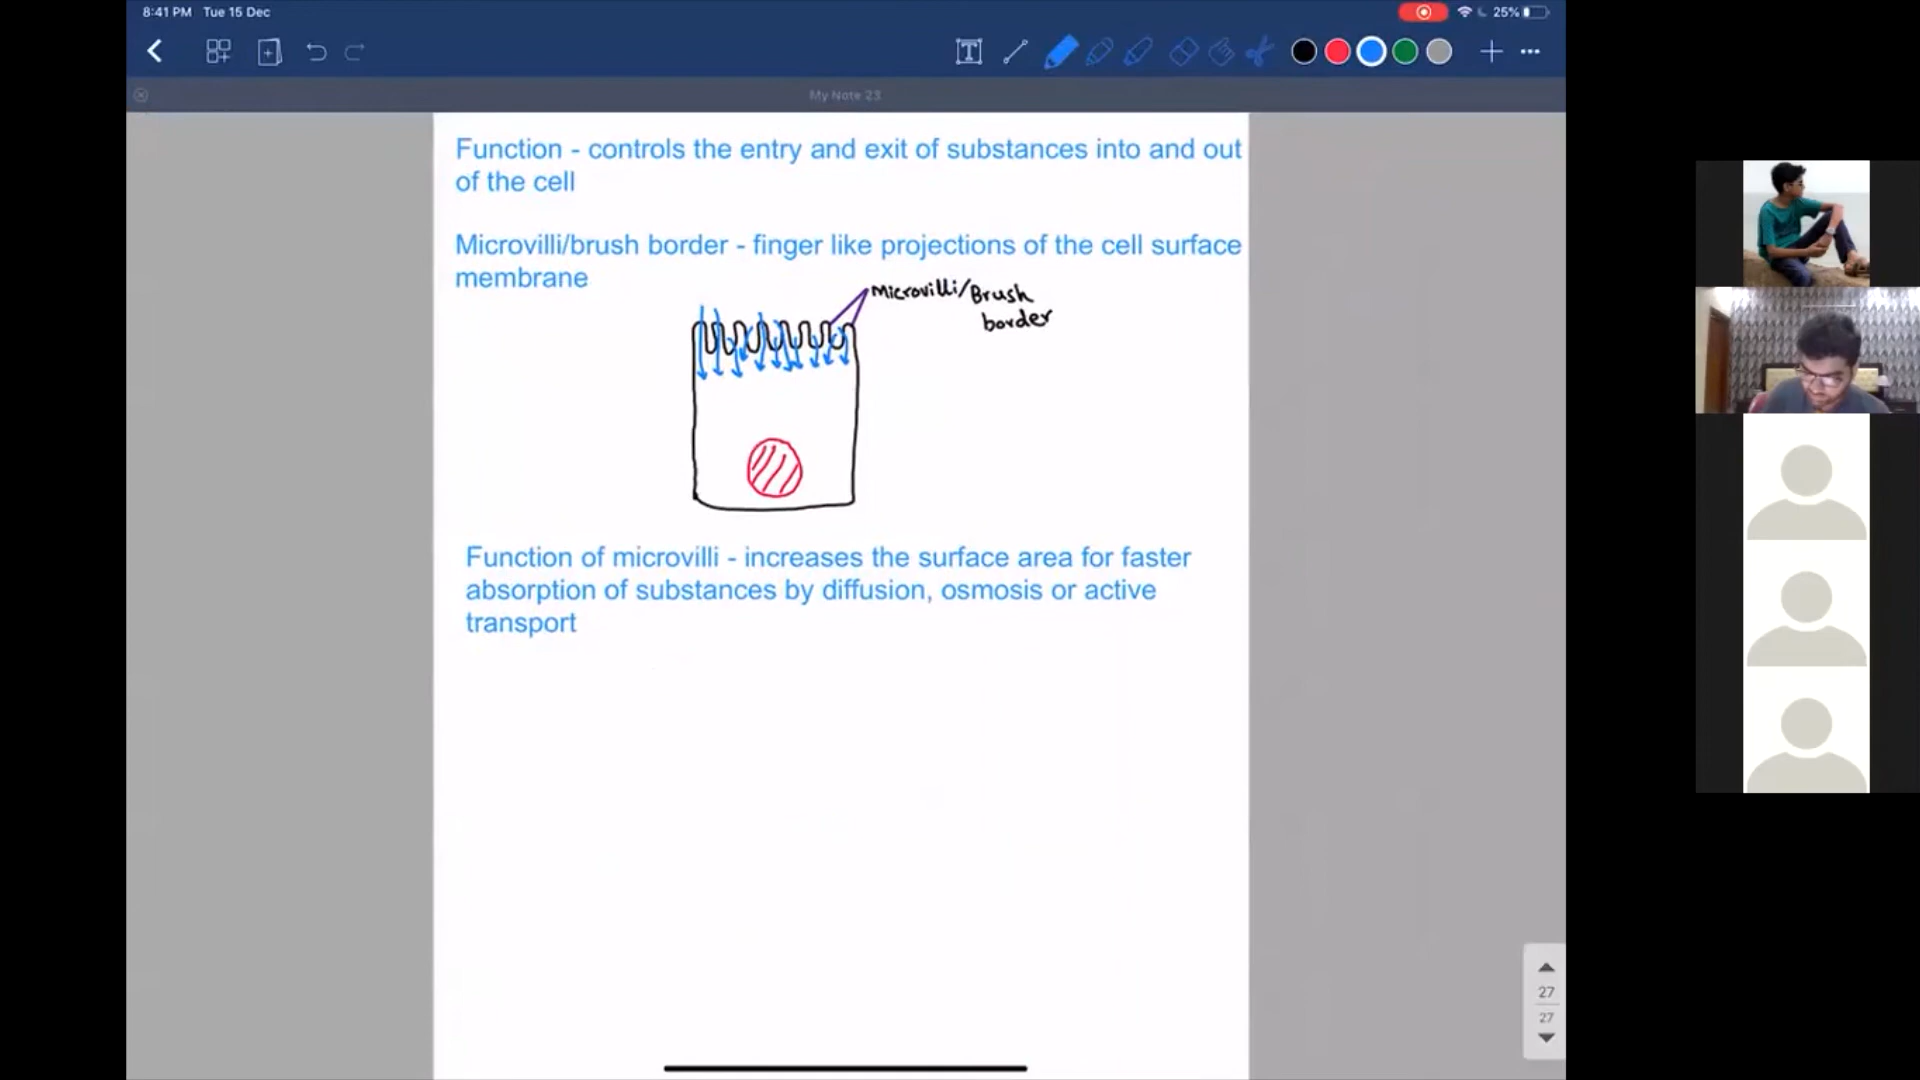 8:41 PM Tue 15 Dec
25%
My Note 23
Function - controls the entry and exit of substances into and out
of the cell
Microvilli/brush border - finger like projections of the cell surface
membrane
Microvilli/Brush
border
Function of microvilli - increases the surface area for faster
absorption of substances by diffusion, osmosis or active
transport
27
27